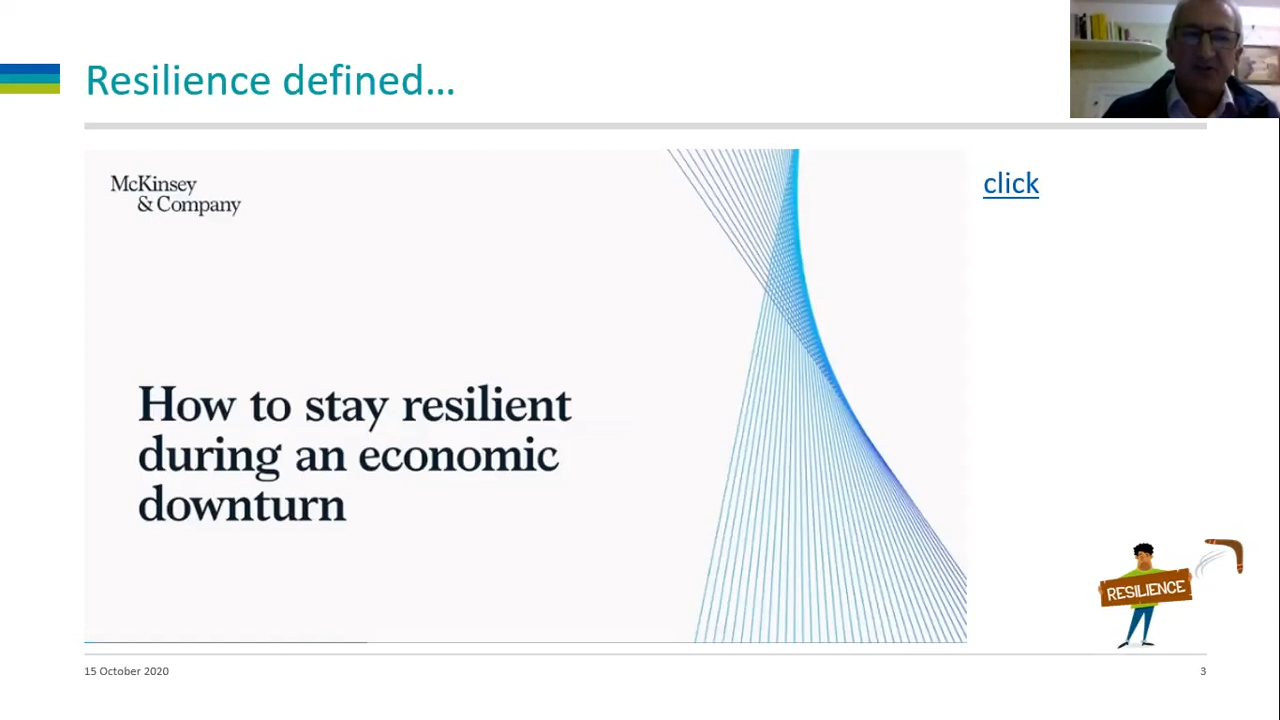 Resilience defined...
McKinsey
& Company
click
How to stay resilient
during an economic
downturn
RESILIENCE
15 October 2020
3